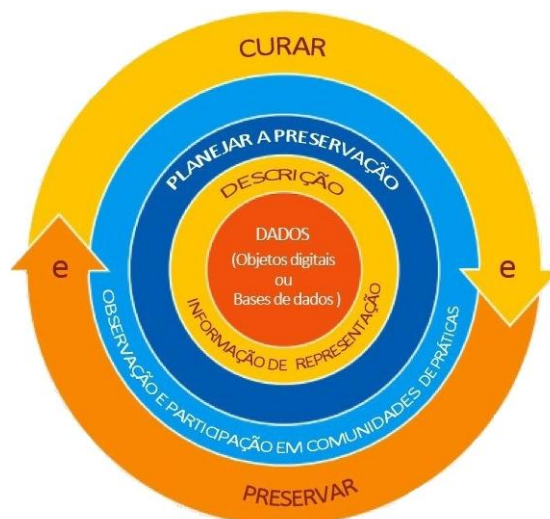 CURAR
PLANEJAR A PRESERVAÇÃO
DESCRIÇÃO
DADOS
(Objetos digitais
ou
Bases de dados )
e
e
INFORMAÇÃO DE REPRESENTAÇÃO
OBSERVAÇÃO E PARTICIPAÇÃO EM COMUNIDADES DE PRÁTICAS
PRESERVAR